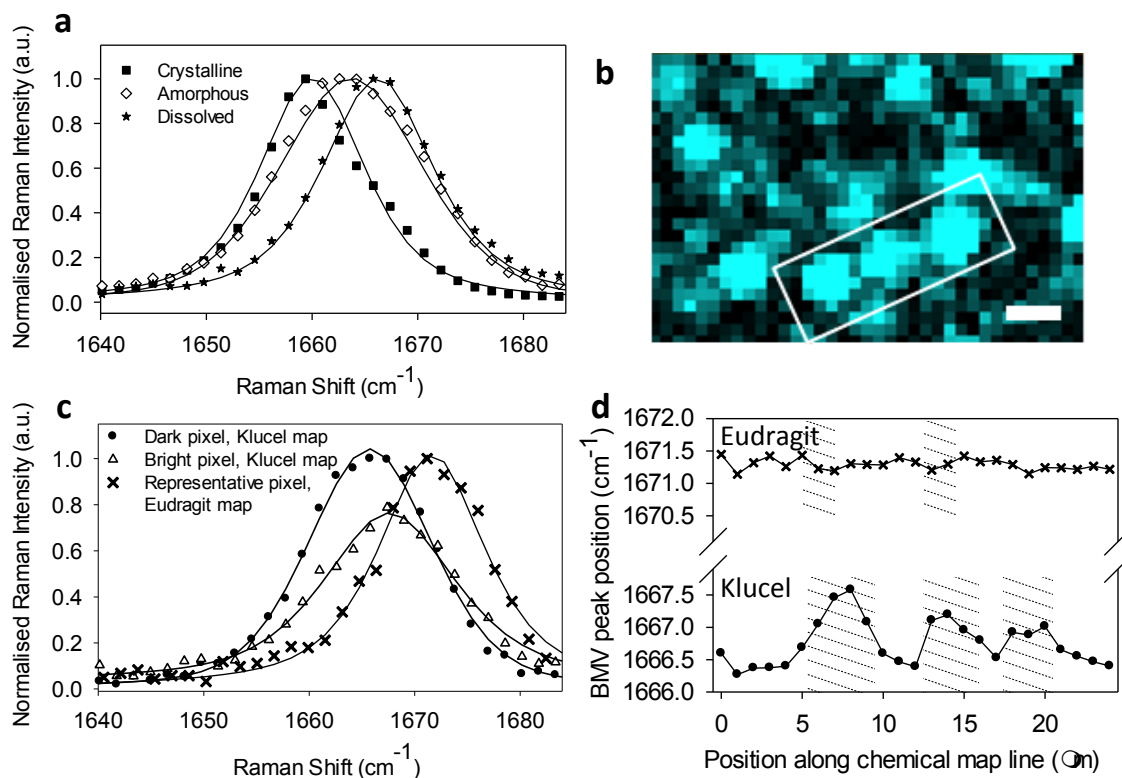 a
Normalised Raman Intensity (a.u.)
1.0
0.8
0.6
0.4
0.2
0.0
Crystalline
Amorphous
Dissolved
1640 1650 1660 1670 1680
Raman Shift (cm-1)
b
c
Normalised Raman Intensity (a.u.)
1.0
0.8
0.6
0.4
0.2
0.0
Dark pixel, Klucel map
Bright pixel, Klucel map
Representative pixel,
Eudragit map
1640 1650 1660 1670 1680
Raman Shift (cm-1)
d
BMV peak position (cm-1)
1672.0
1671.5
1671.0
1670.5
1667.5
1667.0
1666.5
1666.0
Eudragit
Klucel
0 5 10 15 20
Position along chemical map line (m)